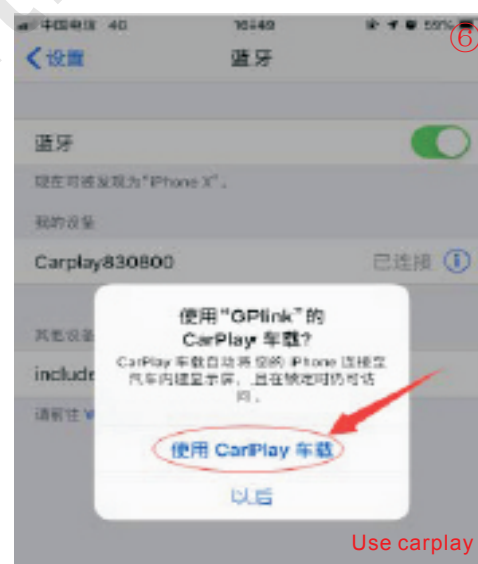 中国电信 4G 16:49 59%
⑥
设置 蓝牙
蓝牙
现在可被发现为“iPhone X”。
我的设备
Carplay830800 已连接
使用“GPlink”的
CarPlay 车载?
其他设备
CarPlay 车载自动将您的 iPhone 连接至
汽车内建显示屏，且在锁定时仍可访
问。
include
请前往
使用 CarPlay 车载
以后
Use carplay